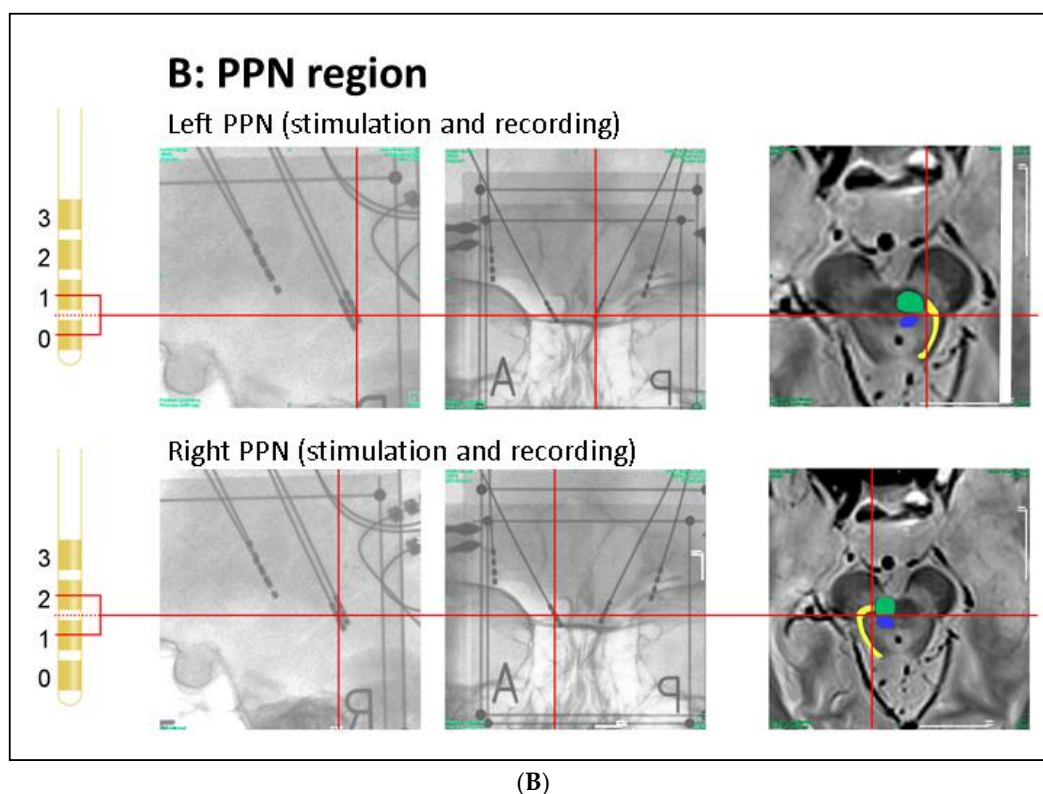 B: PPN region
Left PPN (stimulation and recording)
3
2
1
0
A
P
R
Right PPN (stimulation and recording)
3
2
1
0
A
P
R
(B)